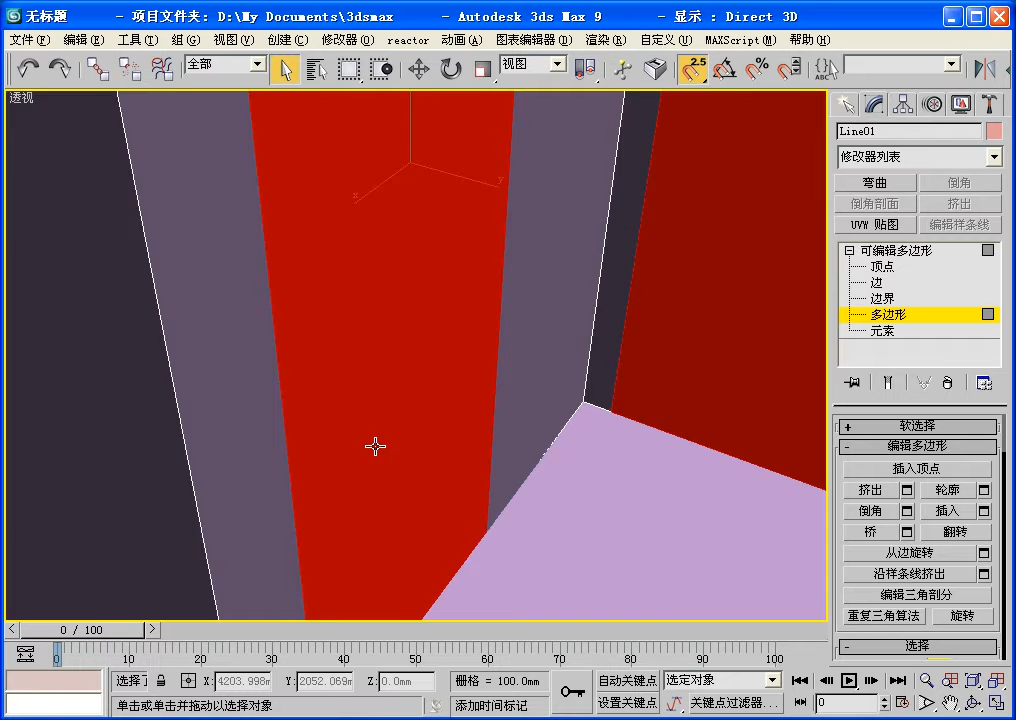 无标题 - 项目文件夹: D:\My Documents\3dsmax - Autodesk 3ds Max 9 - 显示 : Direct 3D
文件(F) 编辑(E) 工具(T) 组(G) 视图(V) 创建(C) 修改器(O) reactor 动画(A) 图表编辑器(D) 渲染(R) 自定义(U) MAXScript(M) 帮助(H)
全部 视图 2.5 % ABC
透视
x y
Line01
修改器列表
弯曲 倒角
倒角剖面 挤出
UVW 贴图 编辑样条线
可编辑多边形
顶点
边
边界
多边形
元素
+ 软选择
- 编辑多边形
插入顶点
挤出 轮廓
倒角 插入
桥 翻转
从边旋转
沿样条线挤出
编辑三角剖分
重复三角算法 旋转
- 选择
< 0 / 100 >
0 10 20 30 40 50 60 70 80 90 100
选择了 X: 4203.998m Y: 2052.069m Z: 0.0mm 栅格 = 100.0mm 自动关键点 选定对象
单击或单击并拖动以选择对象 添加时间标记 设置关键点 关键点过滤器... 0